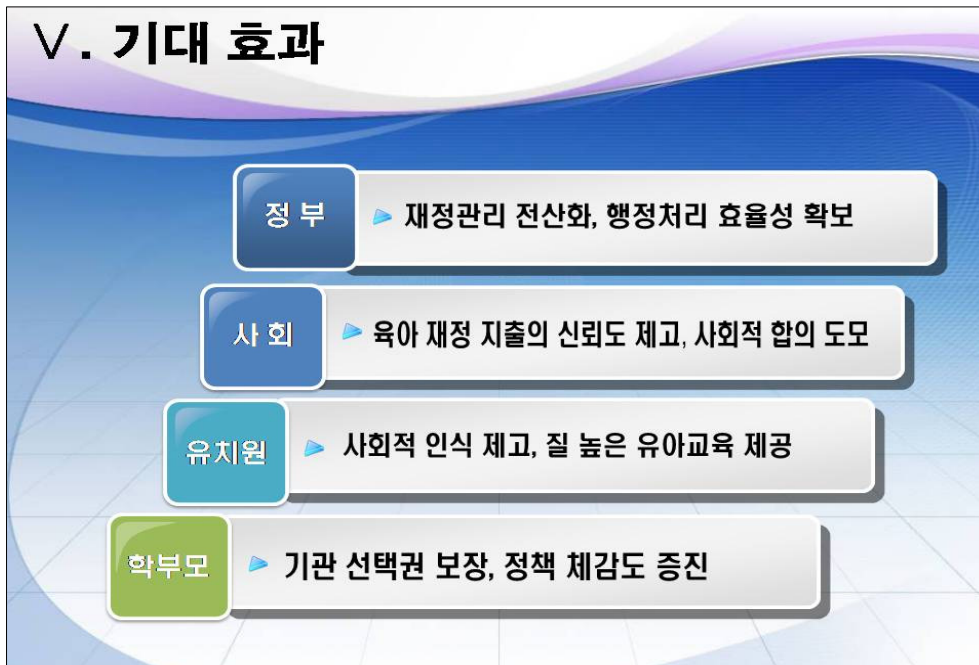 Ⅴ. 기대 효과
정 부
재정관리 전산화, 행정처리 효율성 확보
사 회
육아 재정 지출의 신뢰도 제고, 사회적 합의 도모
유치원
사회적 인식 제고, 질 높은 유아교육 제공
학부모
기관 선택권 보장, 정책 체감도 증진